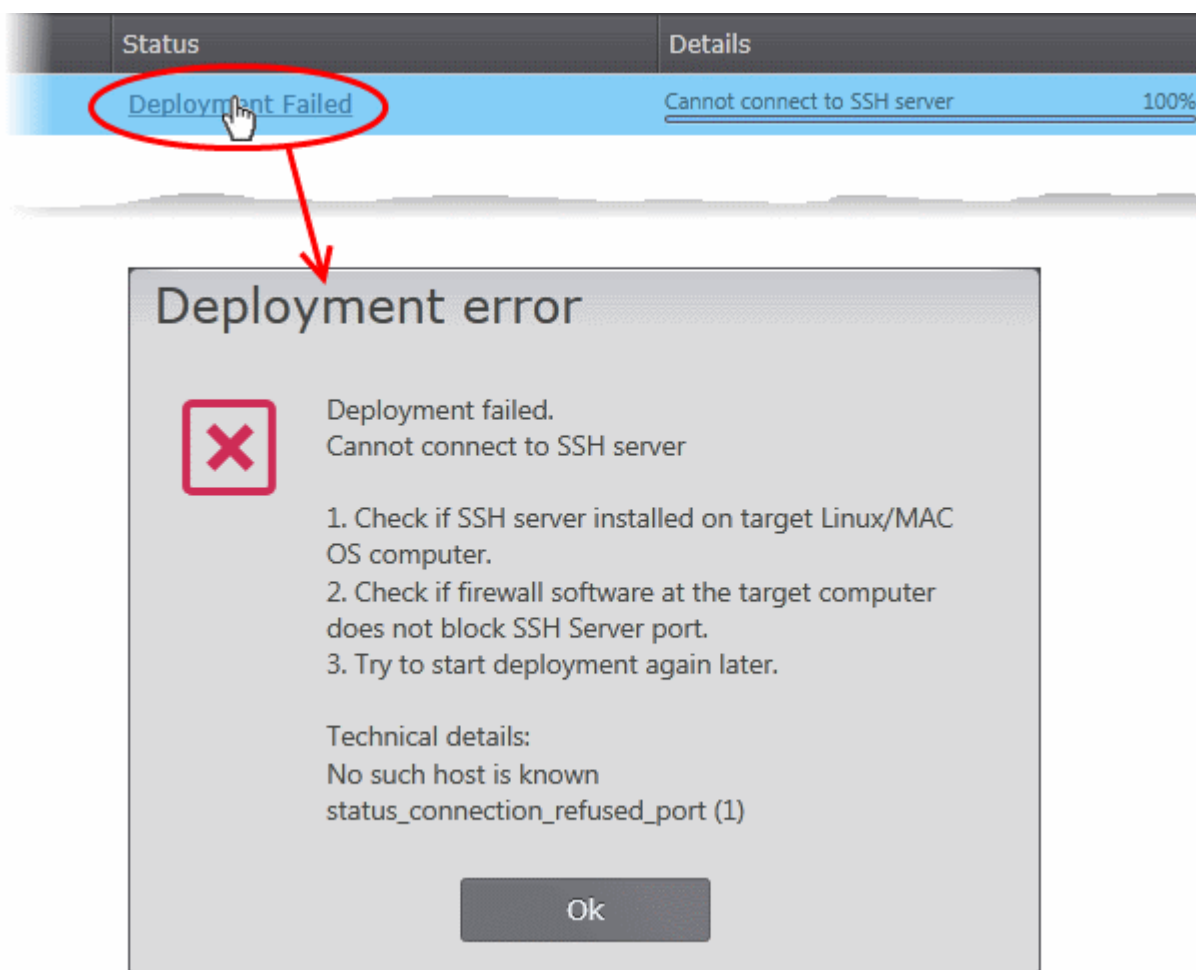 Status Details
Deployment Failed Cannot connect to SSH server 100%
Deployment error
Deployment failed.
Cannot connect to SSH server
1. Check if SSH server installed on target Linux/MAC
OS computer.
2. Check if firewall software at the target computer
does not block SSH Server port.
3. Try to start deployment again later.
Technical details:
No such host is known
status_connection_refused_port (1)
Ok